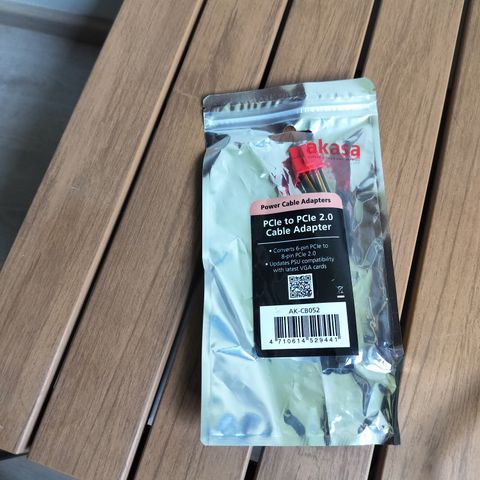 akasa
Power Cable Adapters
PCIe to PCIe 2.0
Cable Adapter
• Converts 6-pin PCIe to
8-pin PCIe 2.0
• Updates PSU compatibility
with latest VGA cards
AK-CB052
4 710614 529441